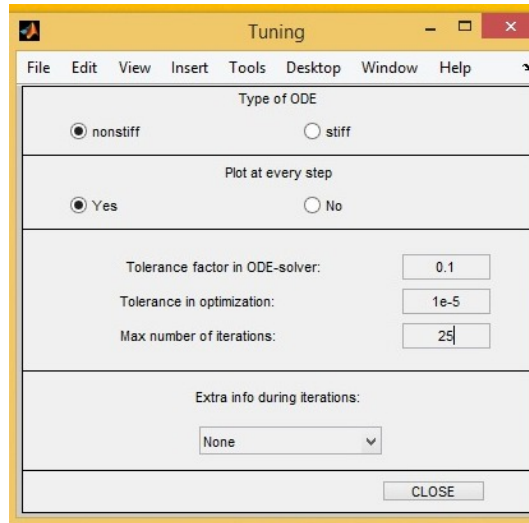 Tuning
File Edit View Insert Tools Desktop Window Help
Type of ODE
nonstiff stiff
Plot at every step
Yes No
Tolerance factor in ODE-solver: 0.1
Tolerance in optimization: 1e-5
Max number of iterations: 25
Extra info during iterations:
None
CLOSE